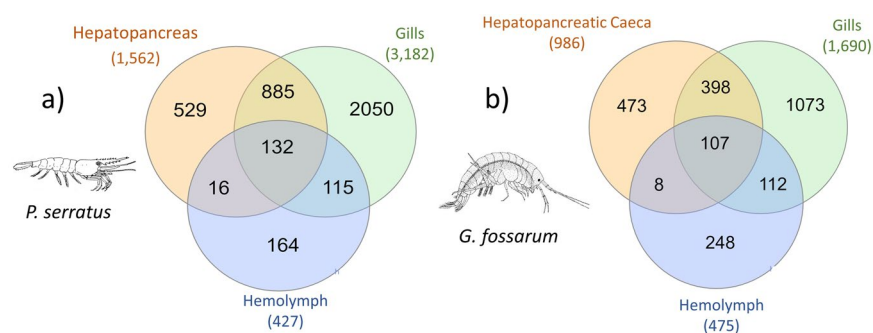 a)
Hepatopancreas
(1,562)
Gills
(3,182)
529
885
2050
132
16
115
164
P. serratus
Hemolymph
(427)
b)
Hepatopancreatic Caeca
(986)
Gills
(1,690)
473
398
1073
107
8
112
248
G. fossarum
Hemolymph
(475)